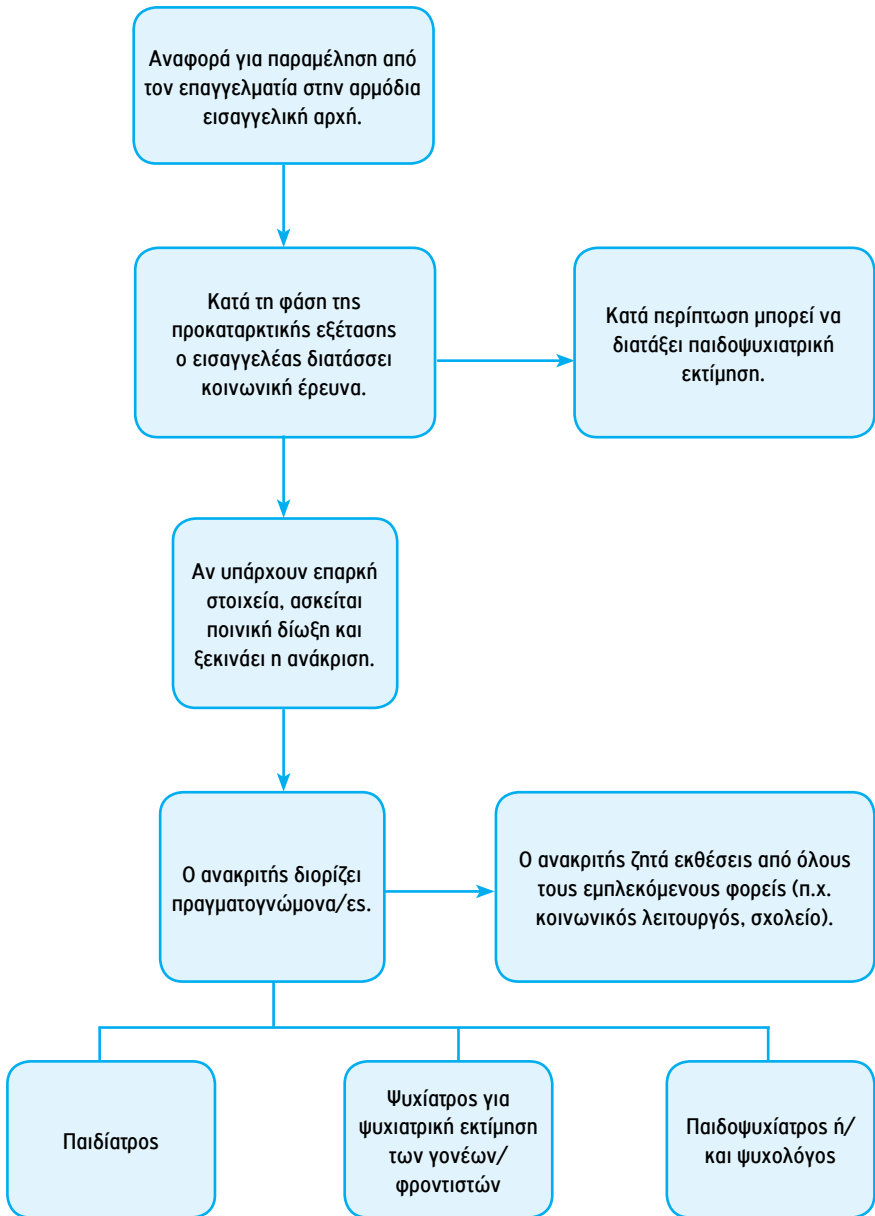 Αναφορά για παραμέληση από
τον επαγγελματία στην αρμόδια
εισαγγελική αρχή.
Κατά τη φάση της
προκαταρκτικής εξέτασης
ο εισαγγελέας διατάσσει
κοινωνική έρευνα.
Κατά περίπτωση μπορεί να
διατάξει παιδοψυχιατρική
εκτίμηση.
Αν υπάρχουν επαρκή
στοιχεία, ασκείται
ποινική δίωξη και
ξεκινάει η ανάκριση.
Ο ανακριτής διορίζει
πραγματογνώμονα/ες.
Ο ανακριτής ζητά εκθέσεις από όλους
τους εμπλεκόμενους φορείς (π.χ.
κοινωνικός λειτουργός, σχολείο).
Παιδίατρος
Ψυχίατρος για
ψυχιατρική εκτίμηση
των γονέων/
φροντιστών
Παιδοψυχίατρος ή/
και ψυχολόγος